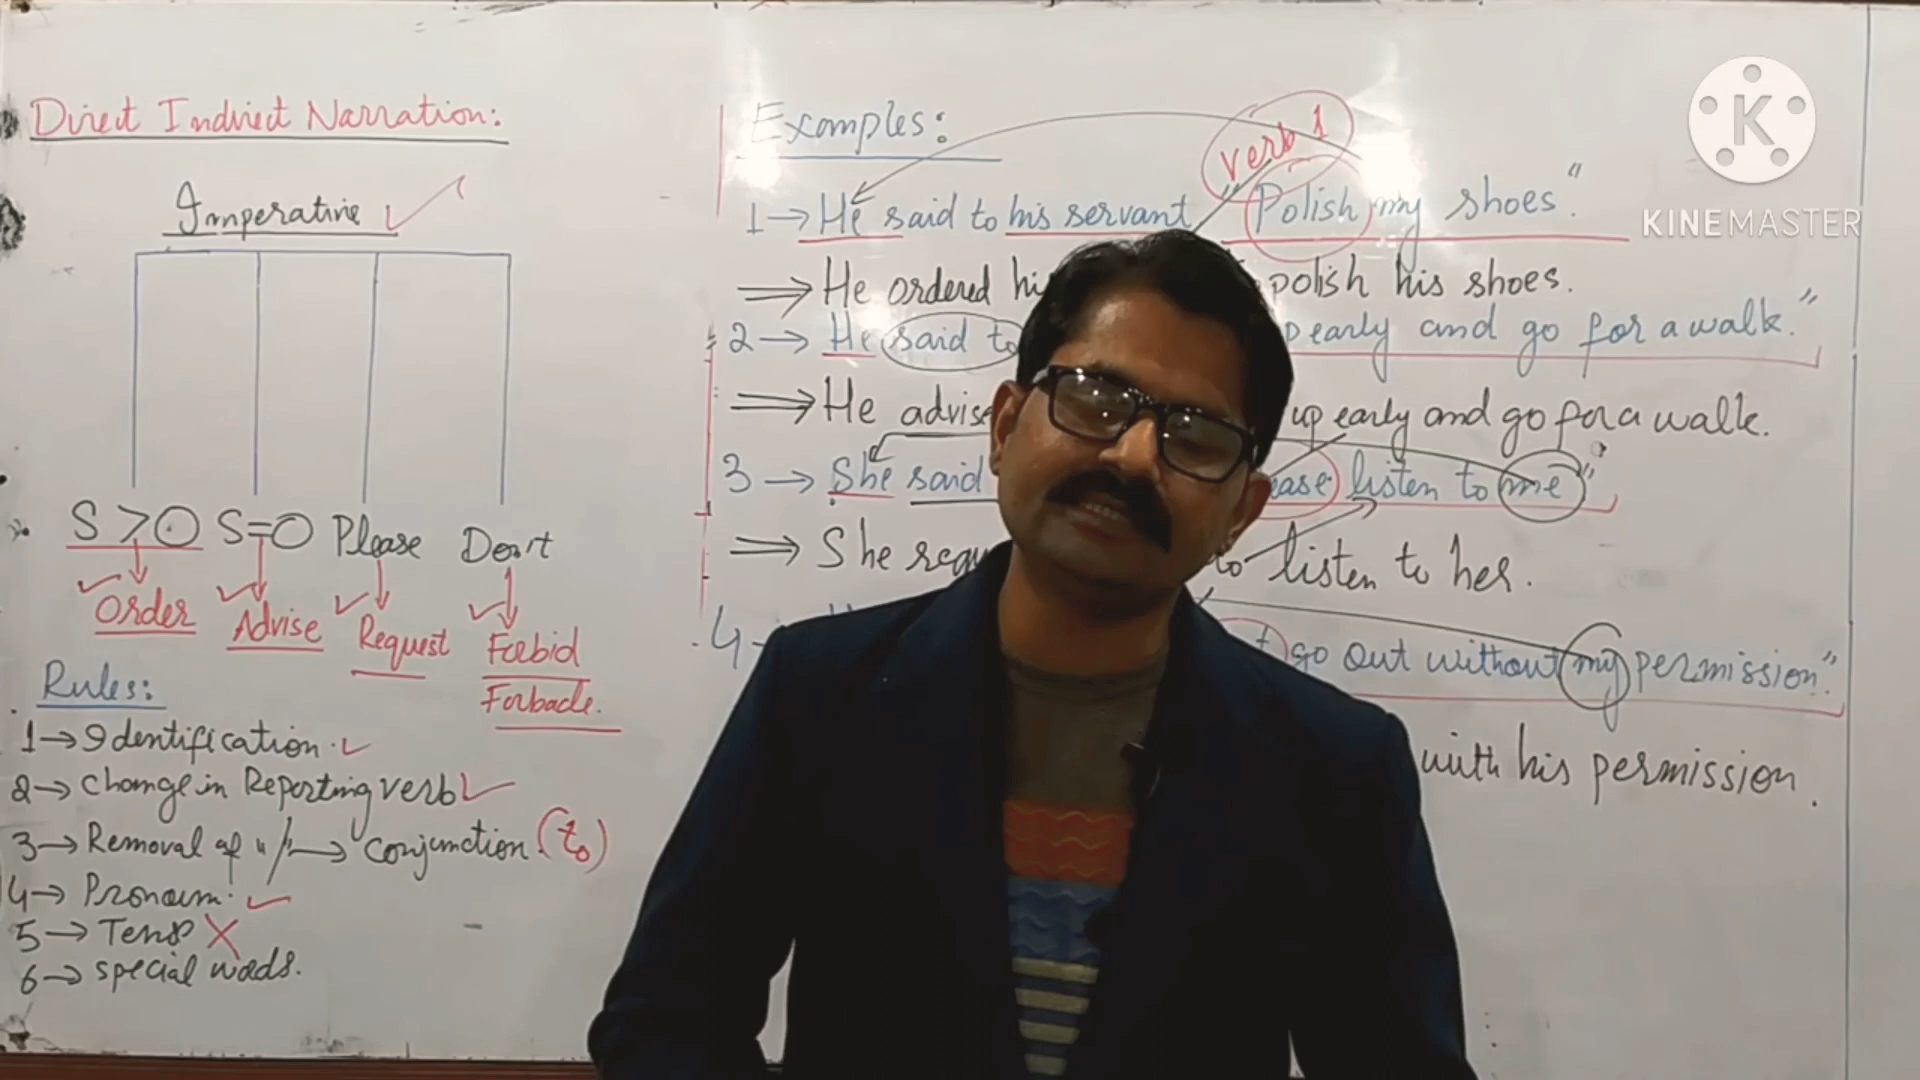 Direct Indirect Narration:
Imperative
S > O S = O Please Don't
Order Advise Request Forbid
Forbade.
Rules:
1→ Identification.
2→ Change in Reporting verb
3→ Removal of " / " → conjunction. (to)
4→ Pronoun.
5→ Tense
6→ special words.
Examples:
verb 1
1→ He said to his servant "Polish my shoes".
⇒ He ordered polish his shoes.
2→ He said to early and go for a walk."
⇒ He up early and go for a walk.
3→ She said listen to me"
⇒ She to listen to her.
4→ go out without my permission".
with his permission.
K
KINEMASTER